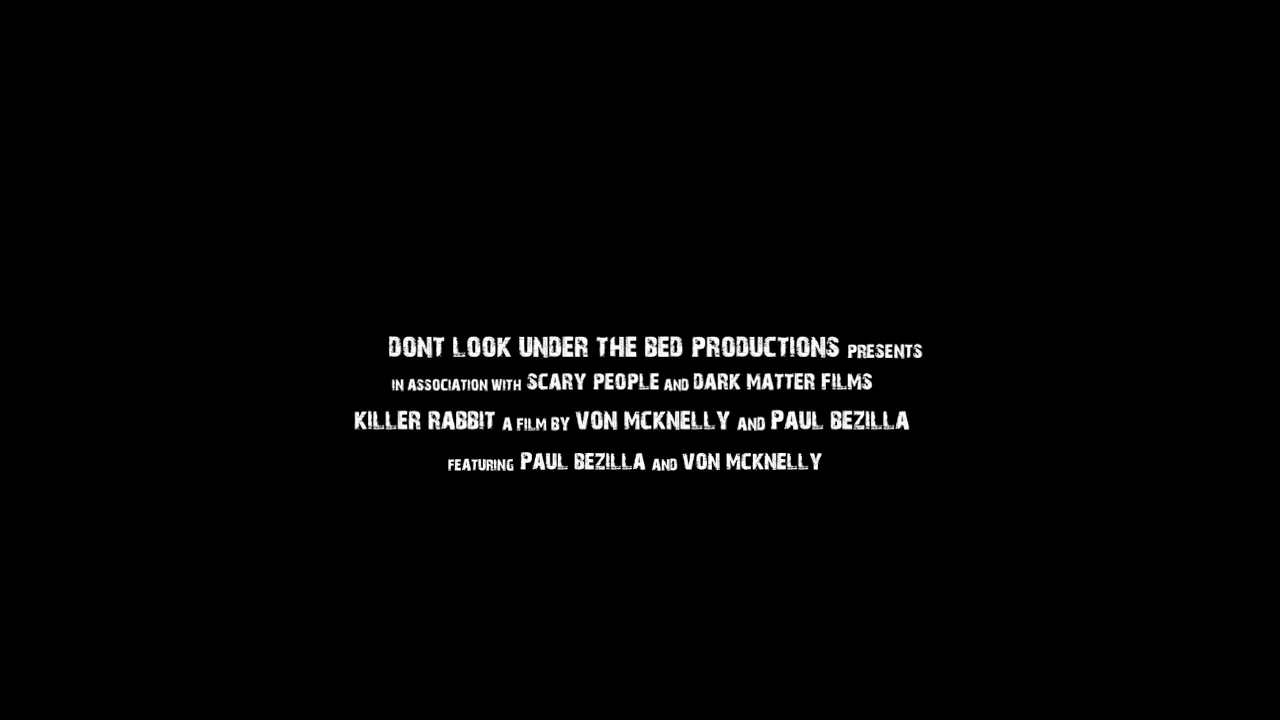 DONT LOOK UNDER THE BED PRODUCTIONS PRESENTS
IN ASSOCIATION WITH SCARY PEOPLE AND DARK MATTER FILMS
KILLER RABBIT A FILM BY VON MCKNELLY AND PAUL BEZILLA
FEATURING PAUL BEZILLA AND VON MCKNELLY